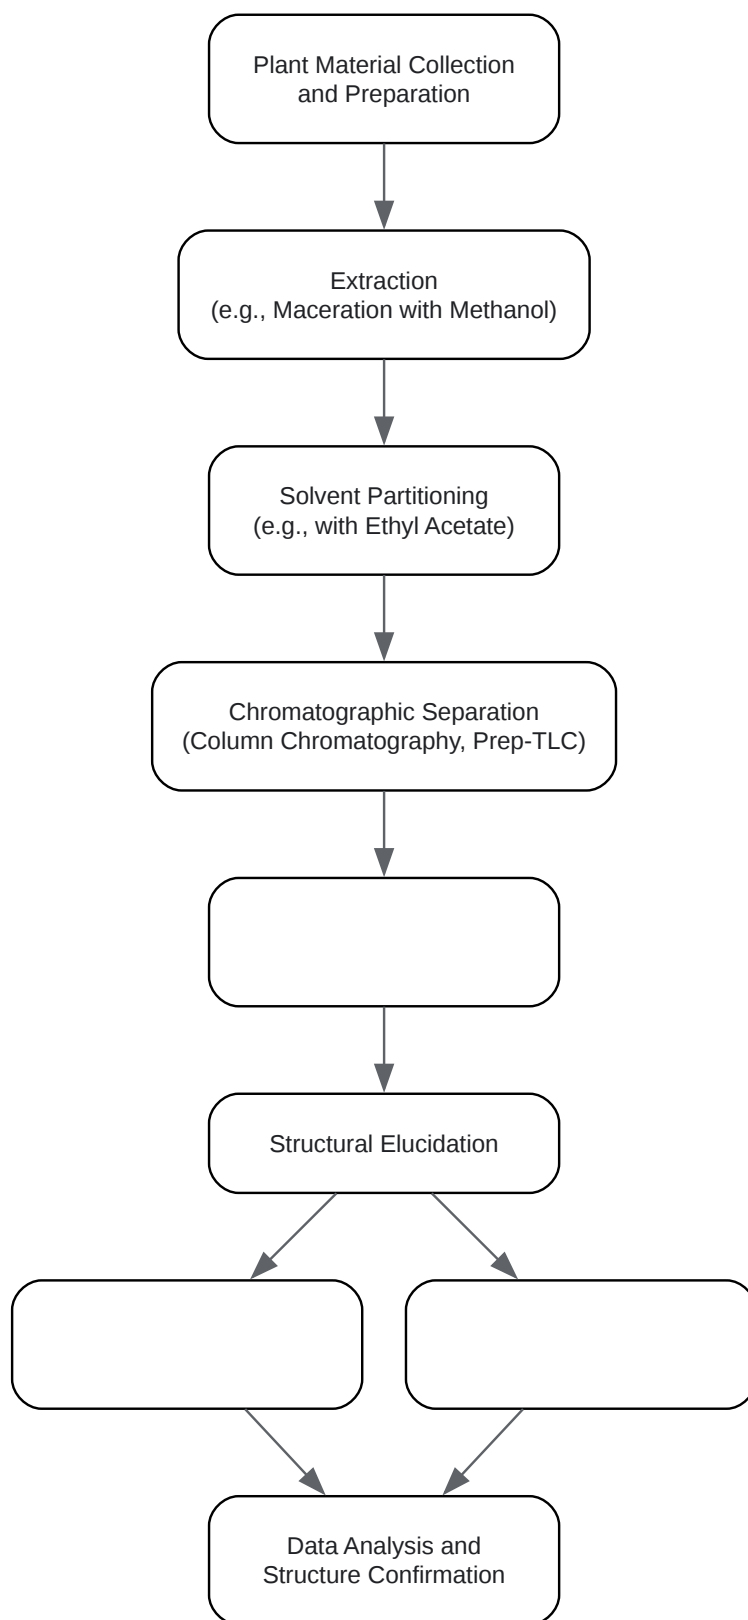 Plant Material Collection
and Preparation
Extraction
(e.g., Maceration with Methanol)
Solvent Partitioning
(e.g., with Ethyl Acetate)
Chromatographic Separation
(Column Chromatography, Prep-TLC)
Structural Elucidation
Data Analysis and
Structure Confirmation